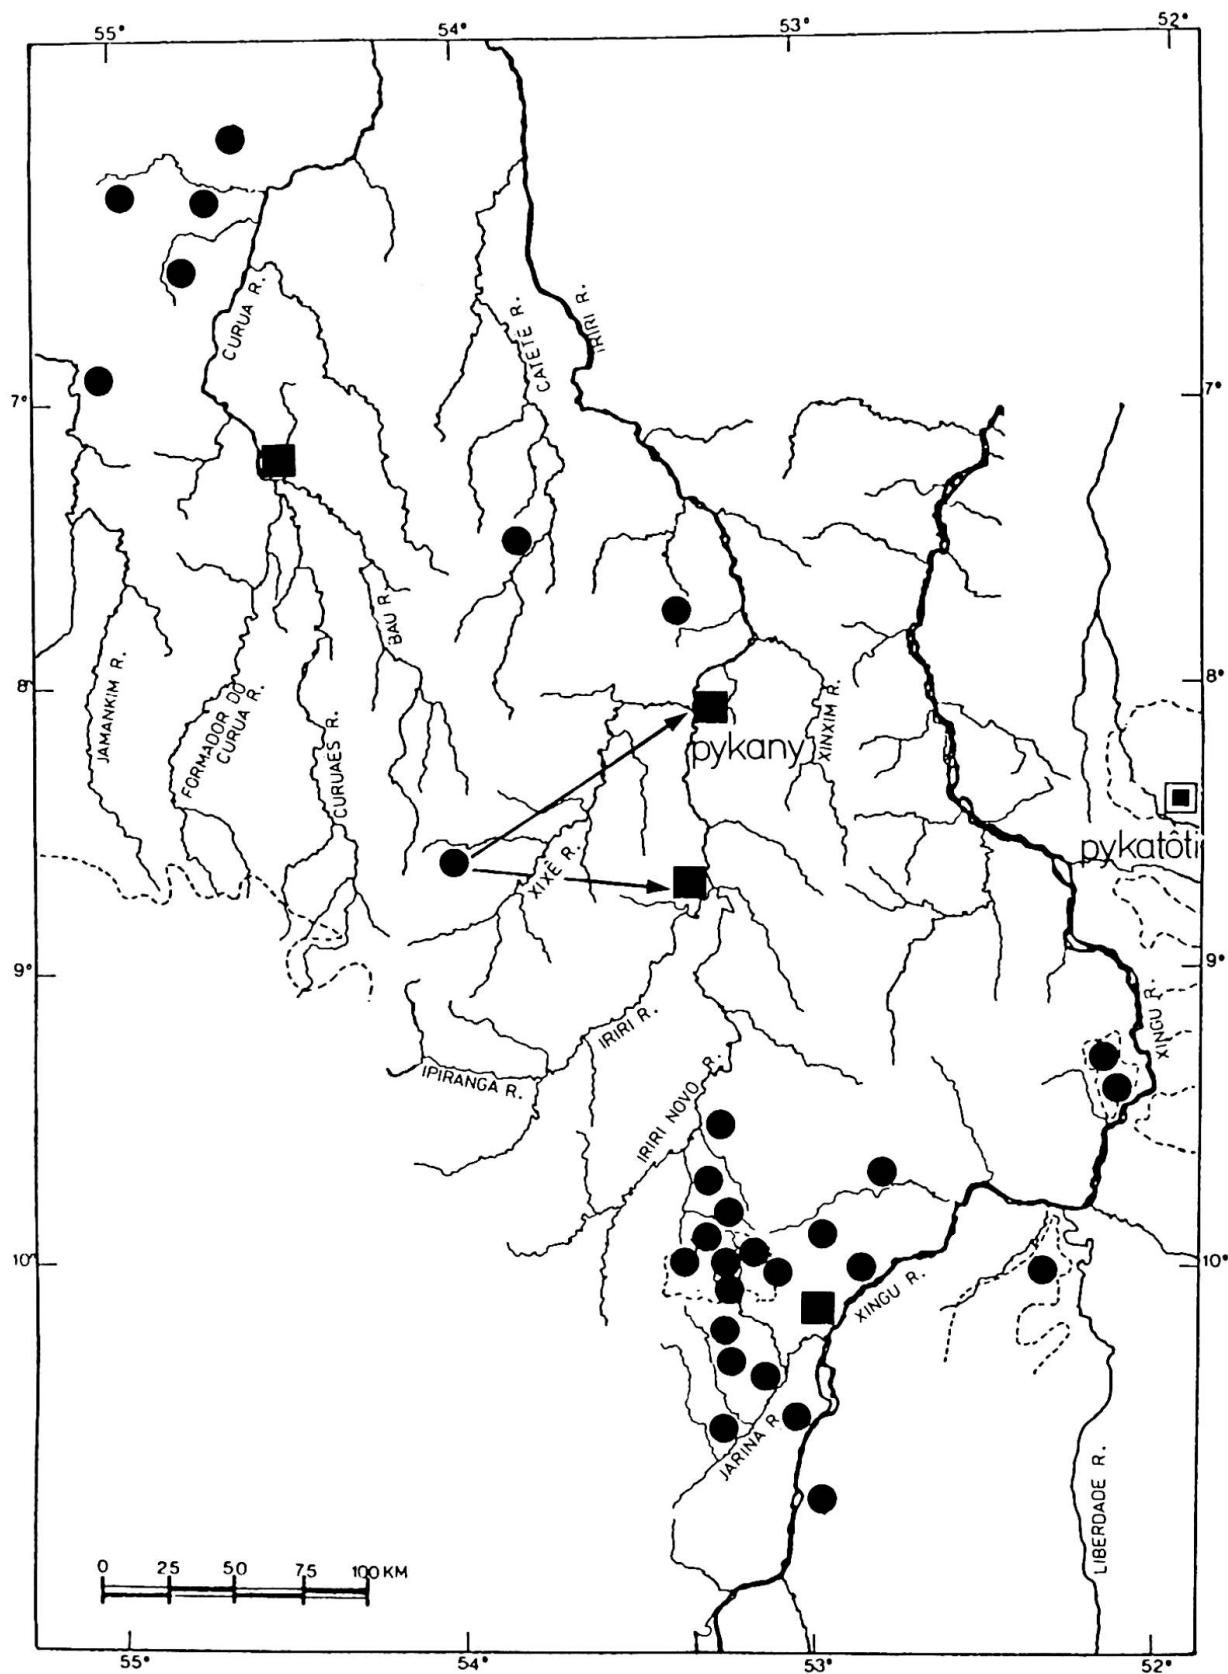 55° 54° 53° 52°
CURUA R.
CATETÉ R.
IRIRI R.
7° 7°
BAU R.
8° 8°
JAMANKIM R.
FORMADOR DO
CURUA R.
CURUAES R.
XINXIM R.
pykany
pykatôti
XIXÉ R.
9° 9°
XINGU R.
IRIRI R.
IPIRANGA R.
IRIRI NOVO R.
10° 10°
XINGU R.
JARINA R.
LIBERDADE R.
0 25 50 75 100 KM
55° 54° 53° 52°